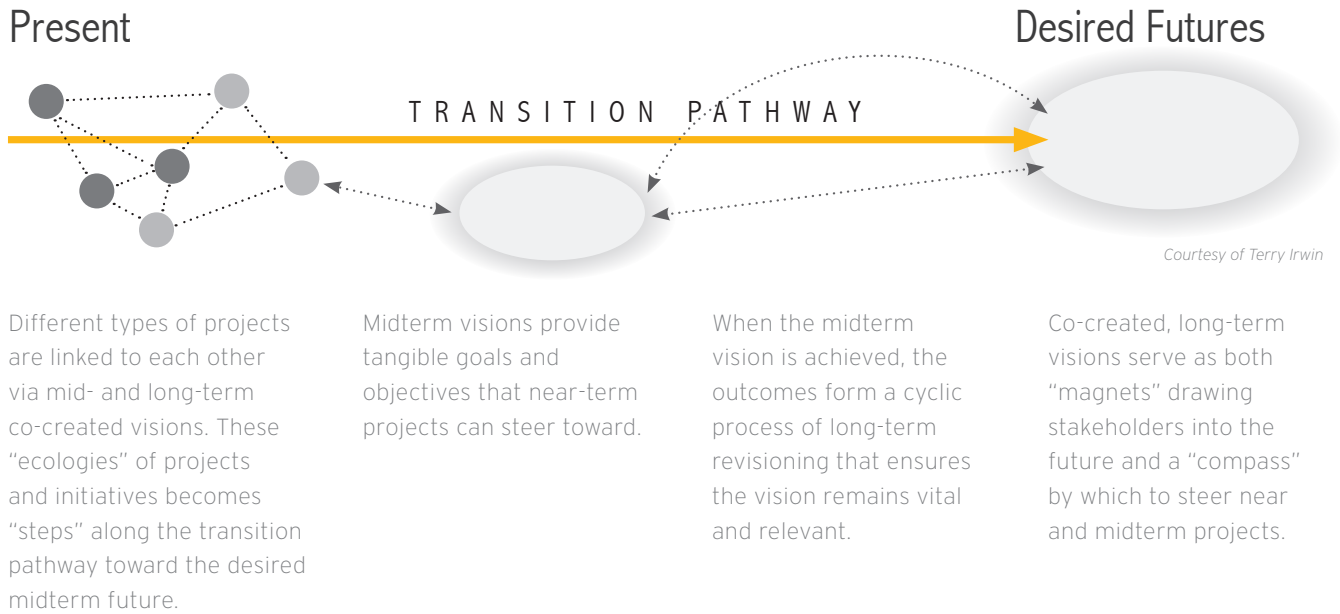 Present
Desired Futures
TRANSITION PATHWAY
Courtesy of Terry Irwin
Different types of projects
are linked to each other
via mid- and long-term
co-created visions. These
“ecologies” of projects
and initiatives becomes
“steps” along the transition
pathway toward the desired
midterm future.
Midterm visions provide
tangible goals and
objectives that near-term
projects can steer toward.
When the midterm
vision is achieved, the
outcomes form a cyclic
process of long-term
revisioning that ensures
the vision remains vital
and relevant.
Co-created, long-term
visions serve as both
“magnets” drawing
stakeholders into the
future and a “compass”
by which to steer near
and midterm projects.